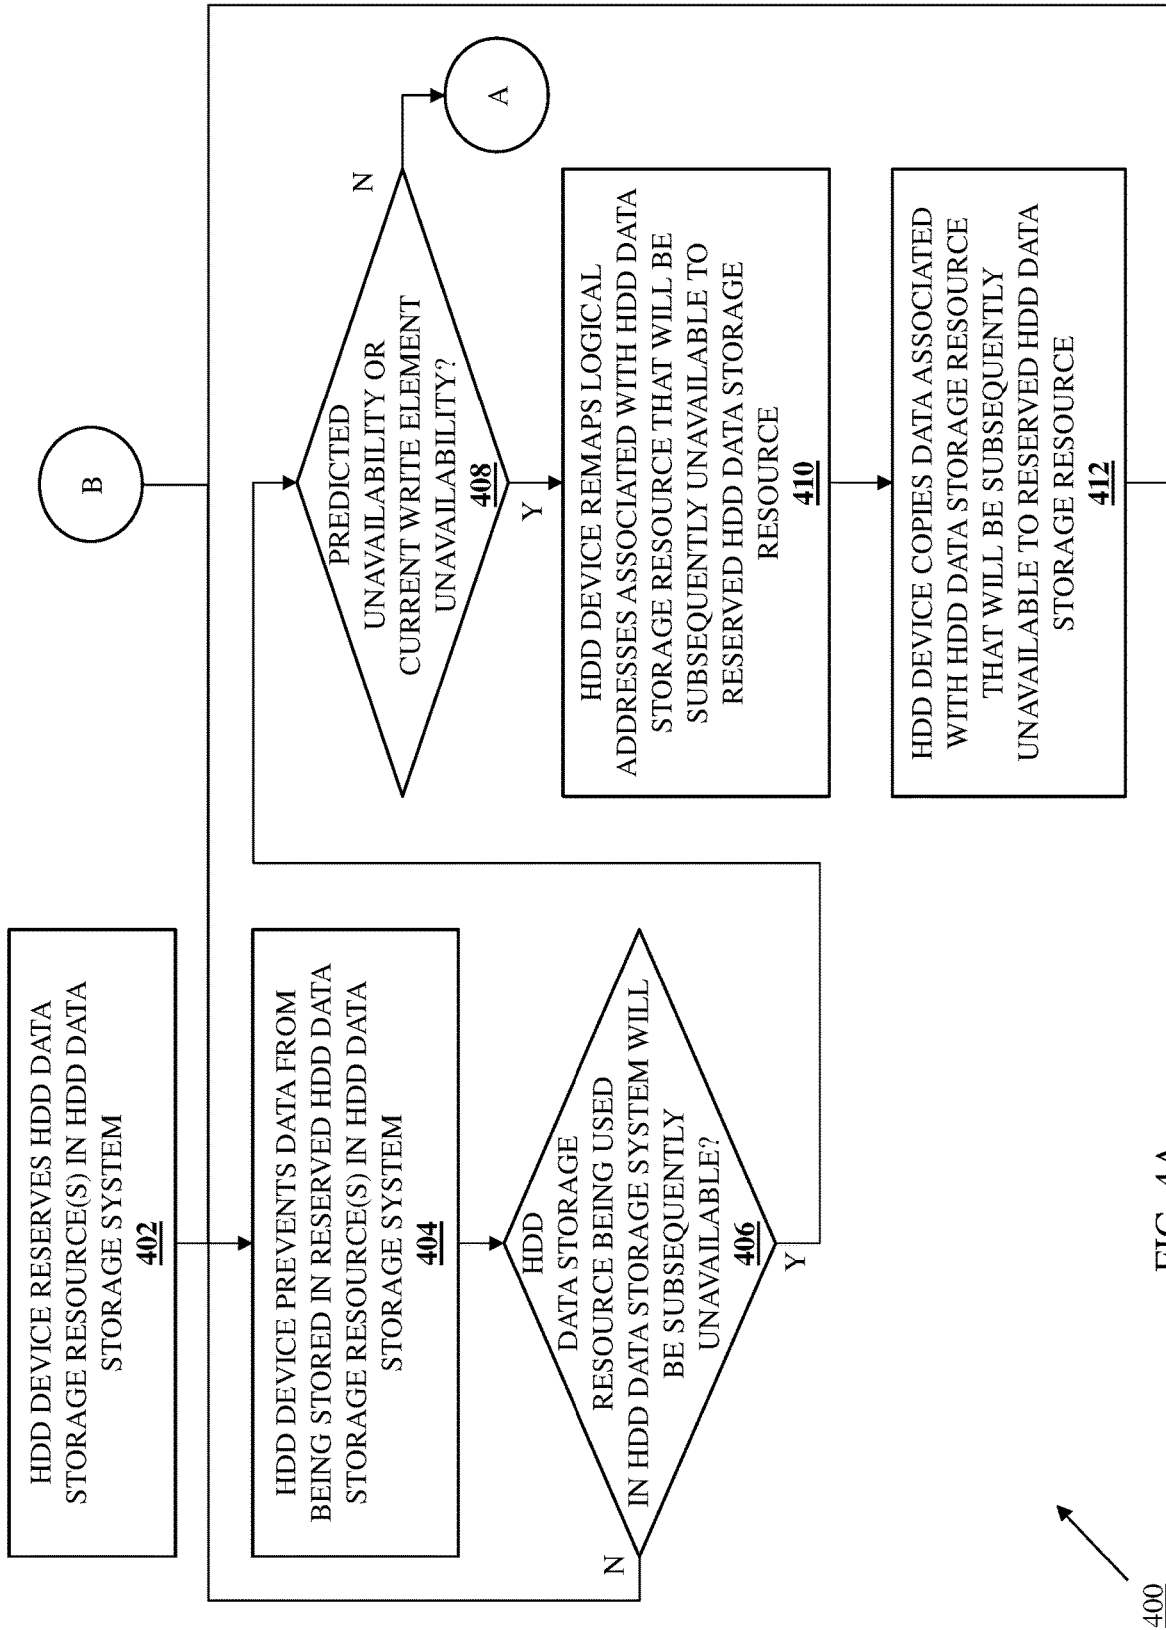 HDD DEVICE RESERVES HDD DATA
STORAGE RESOURCE(S) IN HDD DATA
STORAGE SYSTEM
402
HDD DEVICE PREVENTS DATA FROM
BEING STORED IN RESERVED HDD DATA
STORAGE RESOURCE(S) IN HDD DATA
STORAGE SYSTEM
404
HDD
DATA STORAGE
RESOURCE BEING USED
IN HDD DATA STORAGE SYSTEM WILL
BE SUBSEQUENTLY
UNAVAILABLE?
406
N
Y
B
PREDICTED
UNAVAILABILITY OR
CURRENT WRITE ELEMENT
UNAVAILABILITY?
408
N
A
Y
HDD DEVICE REMAPS LOGICAL
ADDRESSES ASSOCIATED WITH HDD DATA
STORAGE RESOURCE THAT WILL BE
SUBSEQUENTLY UNAVAILABLE TO
RESERVED HDD DATA STORAGE
RESOURCE
410
HDD DEVICE COPIES DATA ASSOCIATED
WITH HDD DATA STORAGE RESOURCE
THAT WILL BE SUBSEQUENTLY
UNAVAILABLE TO RESERVED HDD DATA
STORAGE RESOURCE
412
400
FIG. 4A